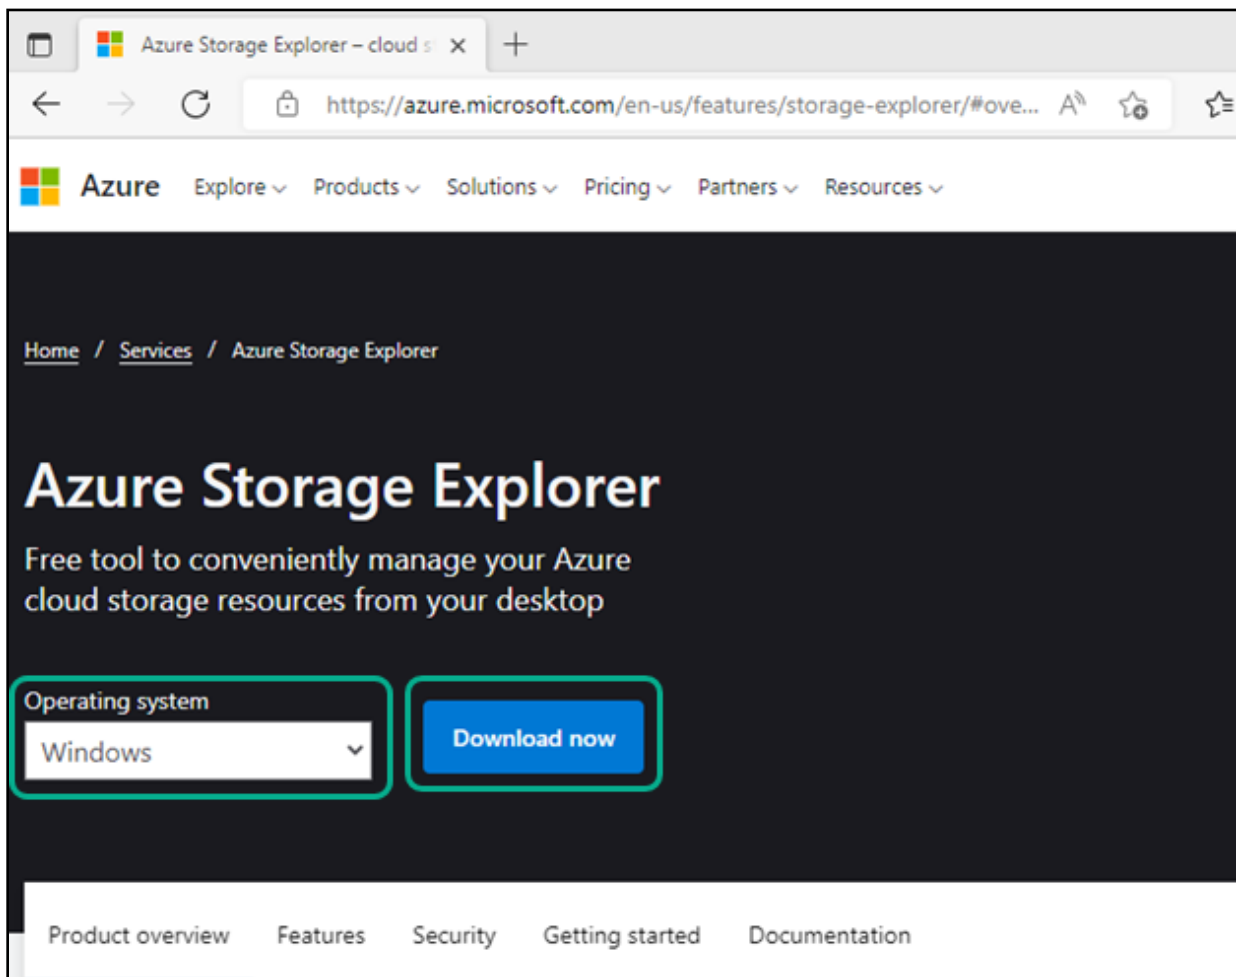 Azure Storage Explorer – cloud s
https://azure.microsoft.com/en-us/features/storage-explorer/#ove...
Azure Explore Products Solutions Pricing Partners Resources
Home / Services / Azure Storage Explorer
Azure Storage Explorer
Free tool to conveniently manage your Azure
cloud storage resources from your desktop
Operating system
Windows
Download now
Product overview Features Security Getting started Documentation